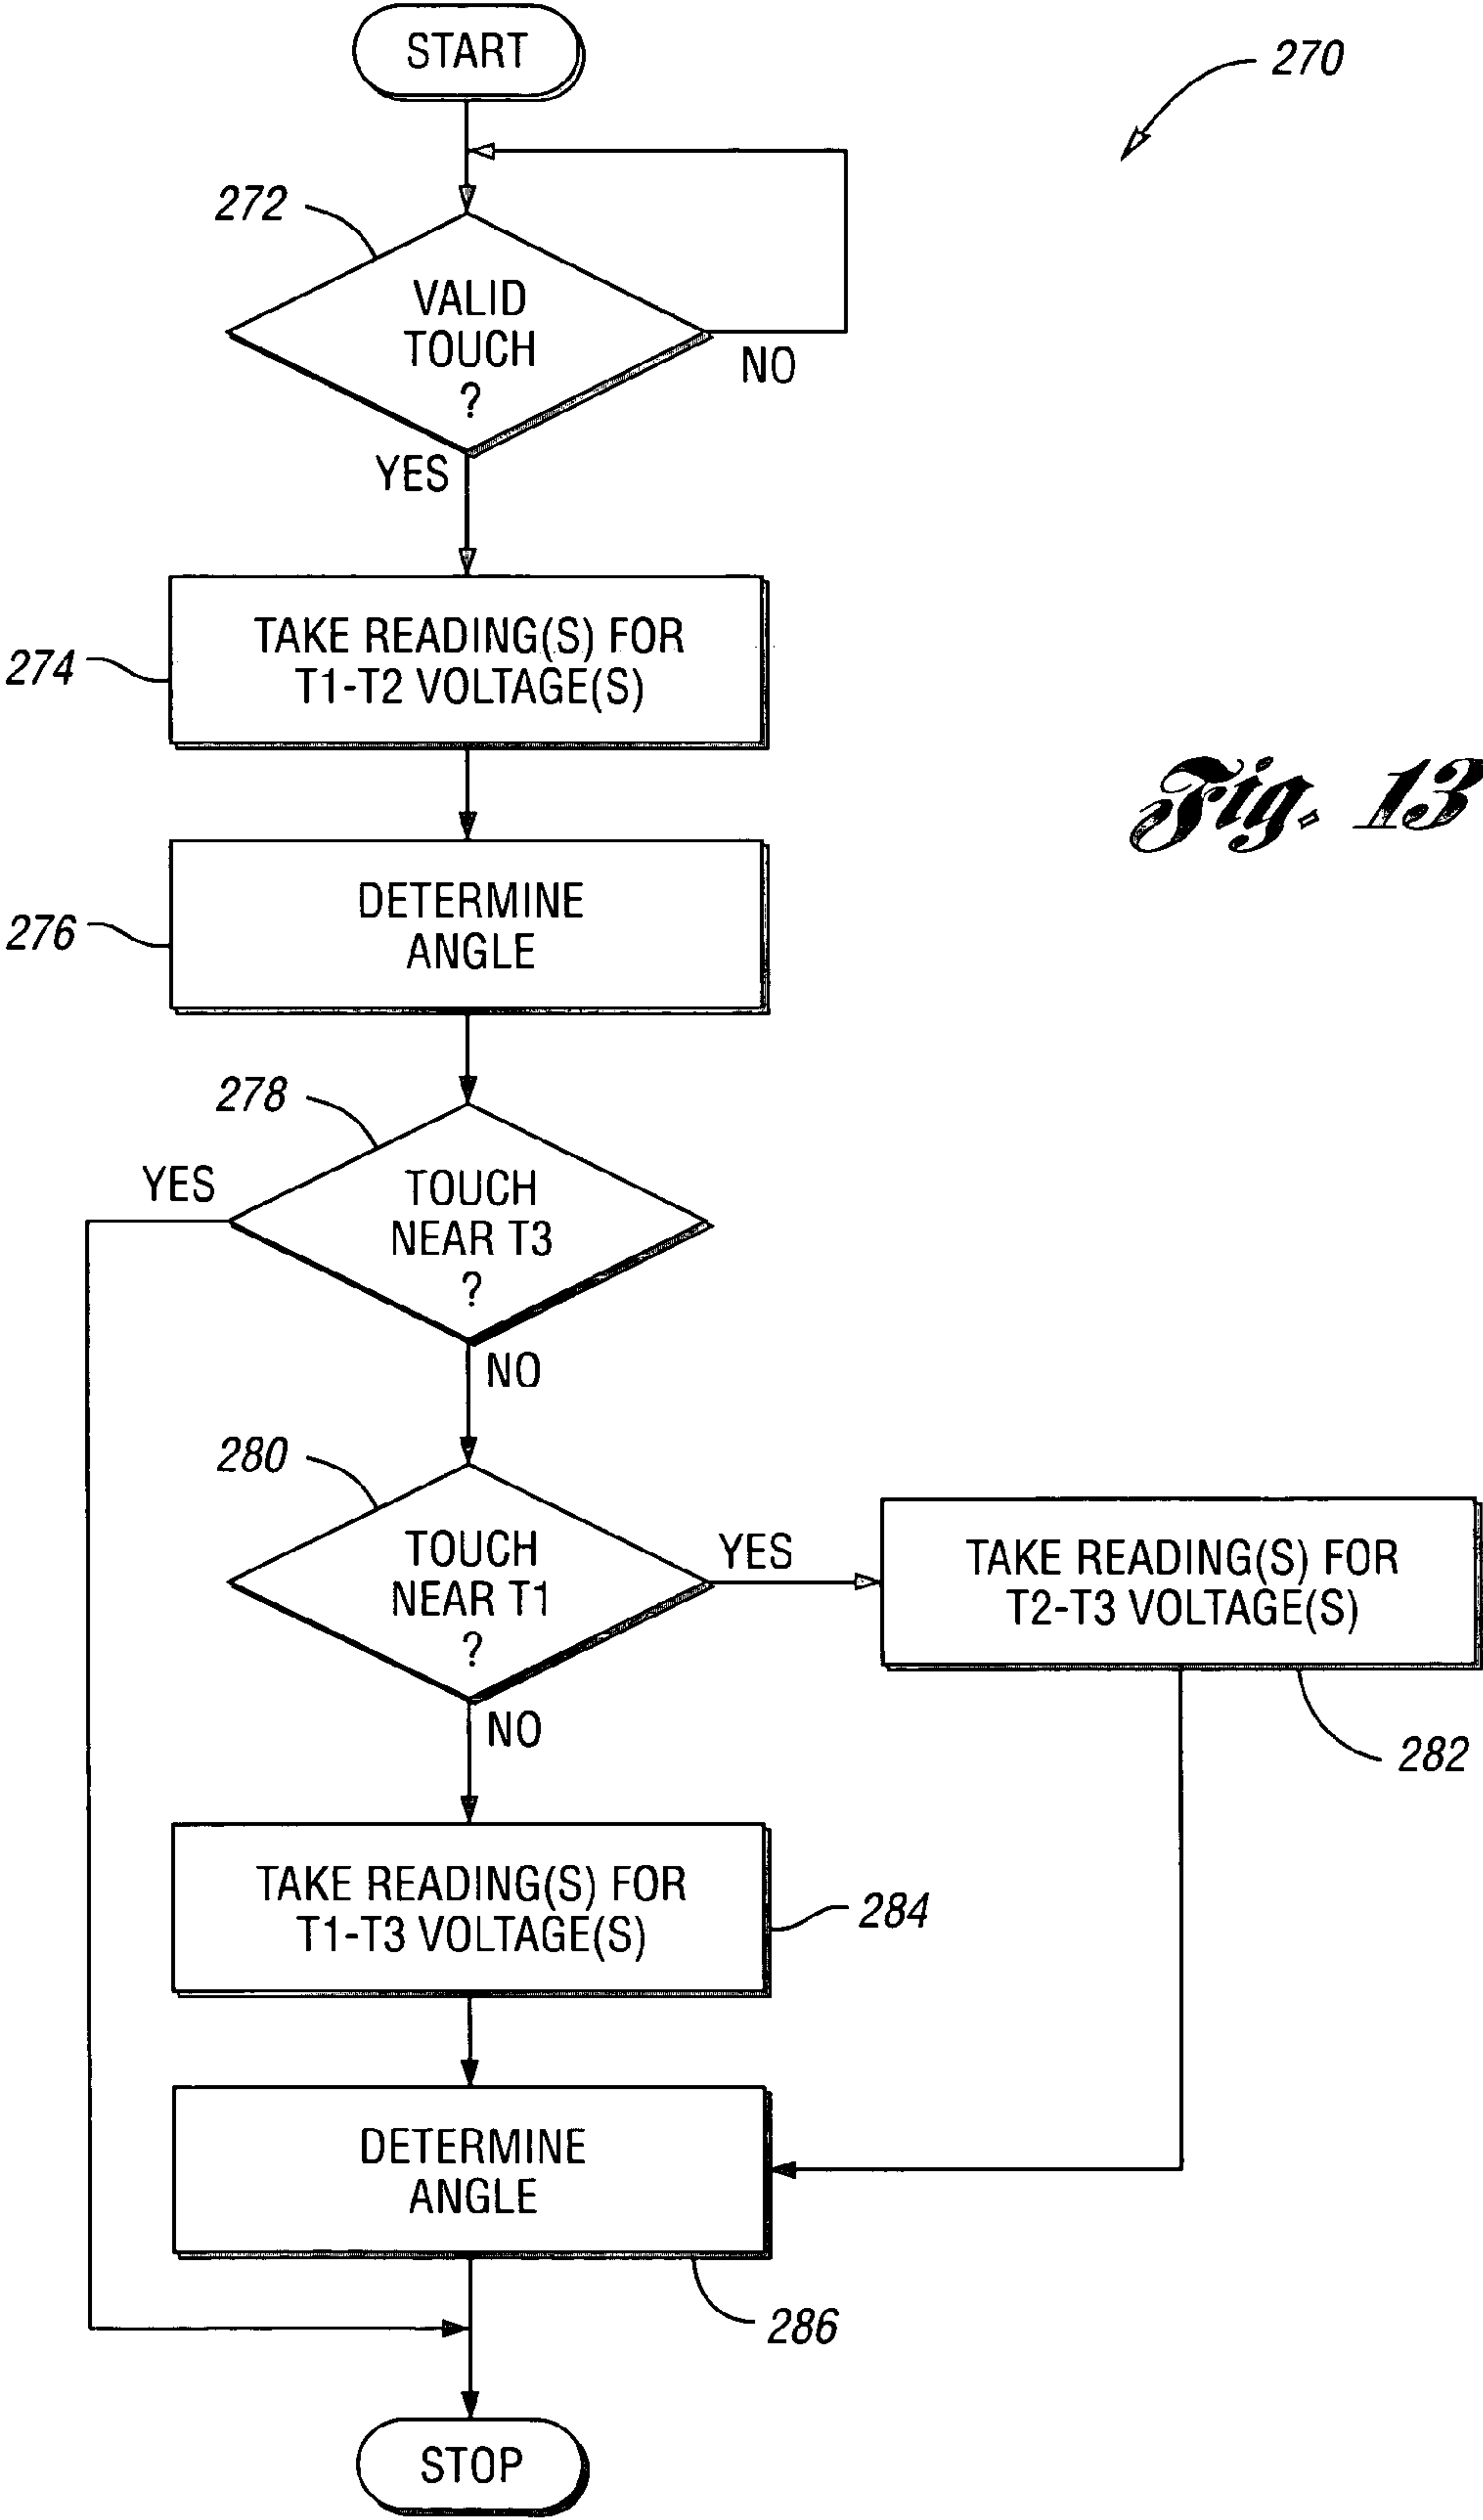 START
270
272
VALID
TOUCH
?
NO
YES
274
TAKE READING(S) FOR
T1-T2 VOLTAGE(S)
Fig. 13
276
DETERMINE
ANGLE
278
YES
TOUCH
NEAR T3
?
NO
280
TOUCH
NEAR T1
?
YES
TAKE READING(S) FOR
T2-T3 VOLTAGE(S)
282
NO
TAKE READING(S) FOR
T1-T3 VOLTAGE(S)
284
DETERMINE
ANGLE
286
STOP